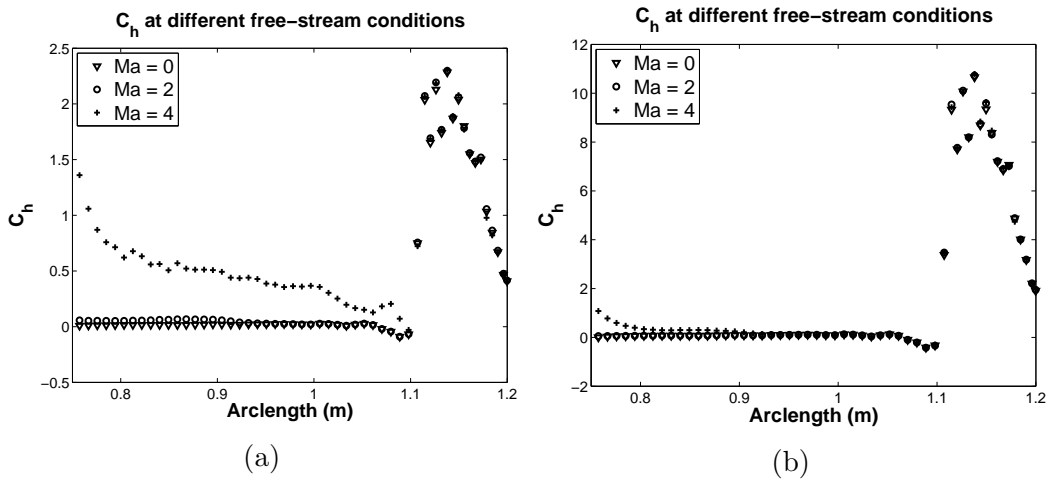 C_h at different free−stream conditions
2.5
2
1.5
1
0.5
0
−0.5
C_h
Ma = 0
Ma = 2
Ma = 4
0.8
0.9
1
1.1
1.2
Arclength (m)
(a)
C_h at different free−stream conditions
12
10
8
6
4
2
0
−2
C_h
Ma = 0
Ma = 2
Ma = 4
0.8
0.9
1
1.1
1.2
Arclength (m)
(b)